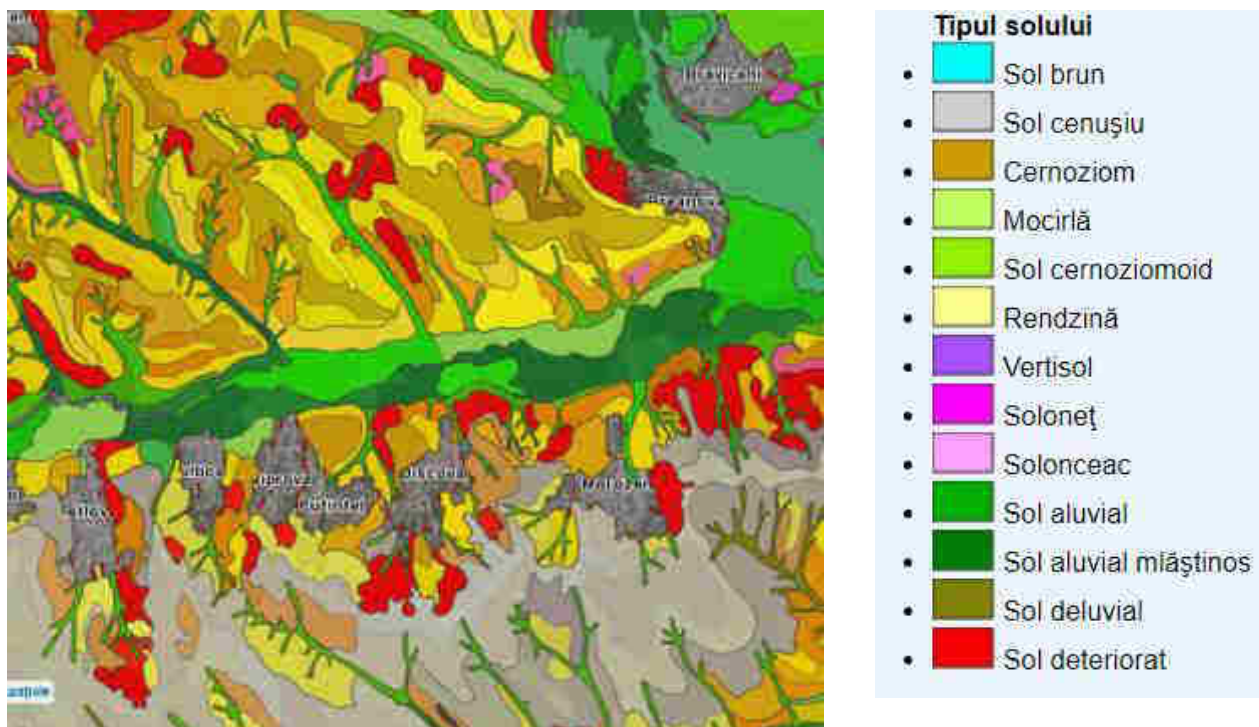 Tipul solului
Sol brun
Sol cenuşiu
Cernoziom
Mocirlă
Sol cernoziomoid
Rendzină
Vertisol
Soloneţ
Solonceac
Sol aluvial
Sol aluvial mlăştinos
Sol deluvial
Sol deteriorat